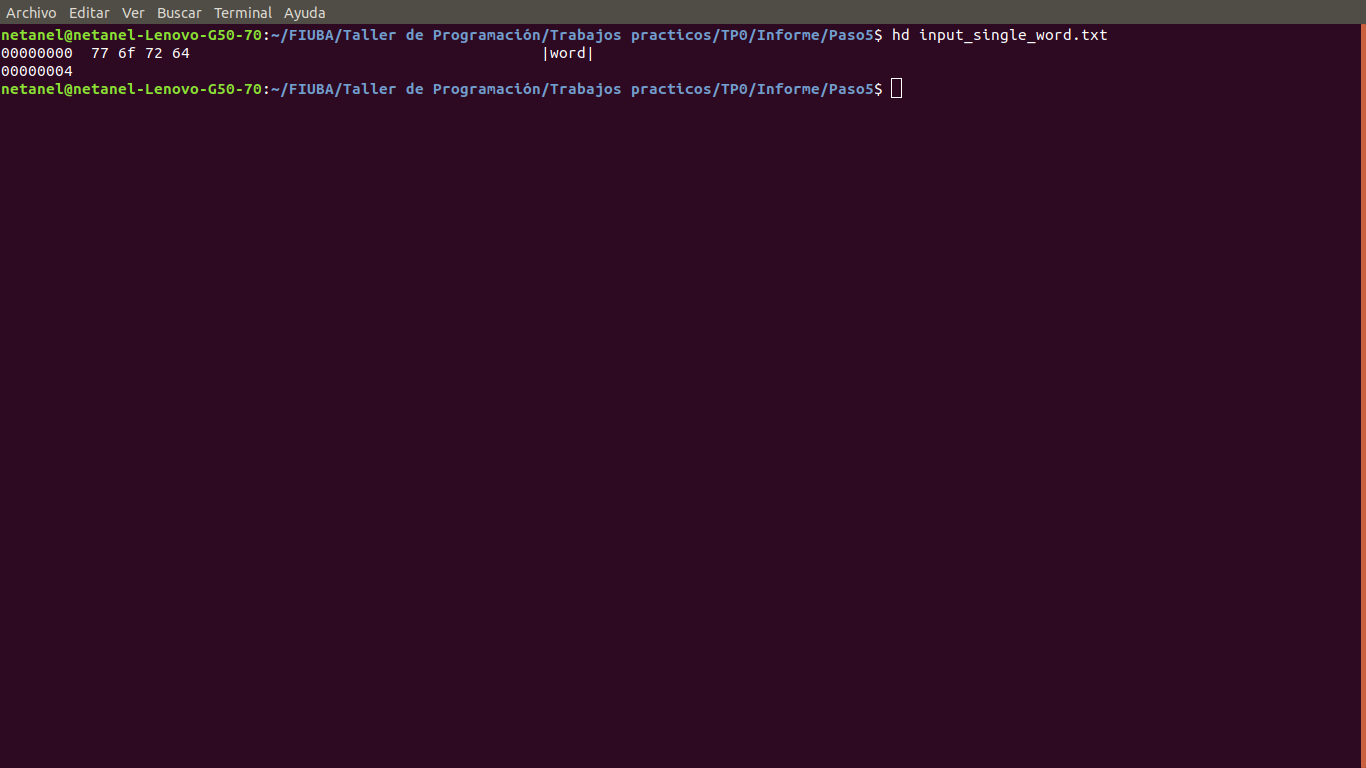 Archivo Editar Ver Buscar Terminal Ayuda
netanel@netanel-Lenovo-G50-70:~/FIUBA/Taller de Programación/Trabajos practicos/TP0/Informe/Paso5$ hd input_single_word.txt
00000000  77 6f 72 64                                       |word|
00000004
netanel@netanel-Lenovo-G50-70:~/FIUBA/Taller de Programación/Trabajos practicos/TP0/Informe/Paso5$